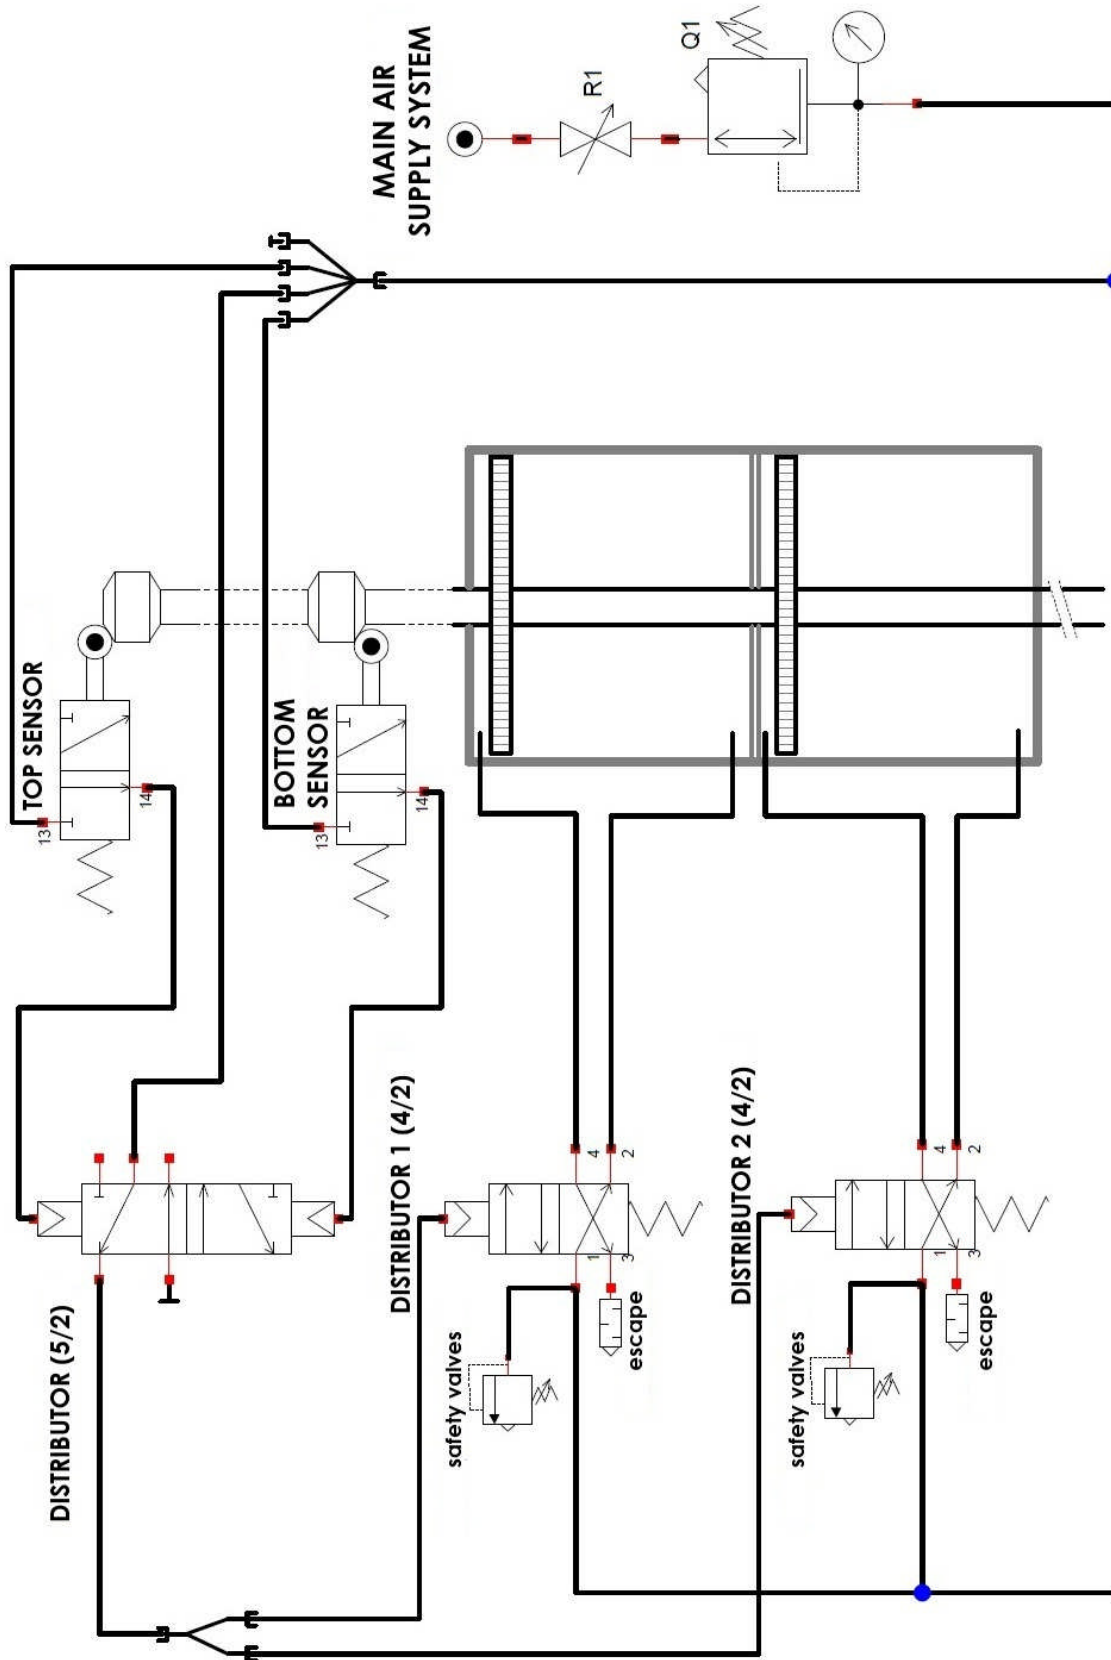 MAIN AIR
SUPPLY SYSTEM
R1
Q1
TOP SENSOR
13
14
BOTTOM
SENSOR
13
14
DISTRIBUTOR (5/2)
DISTRIBUTOR 1 (4/2)
4
2
1
3
safety valves
escape
DISTRIBUTOR 2 (4/2)
4
2
1
3
safety valves
escape